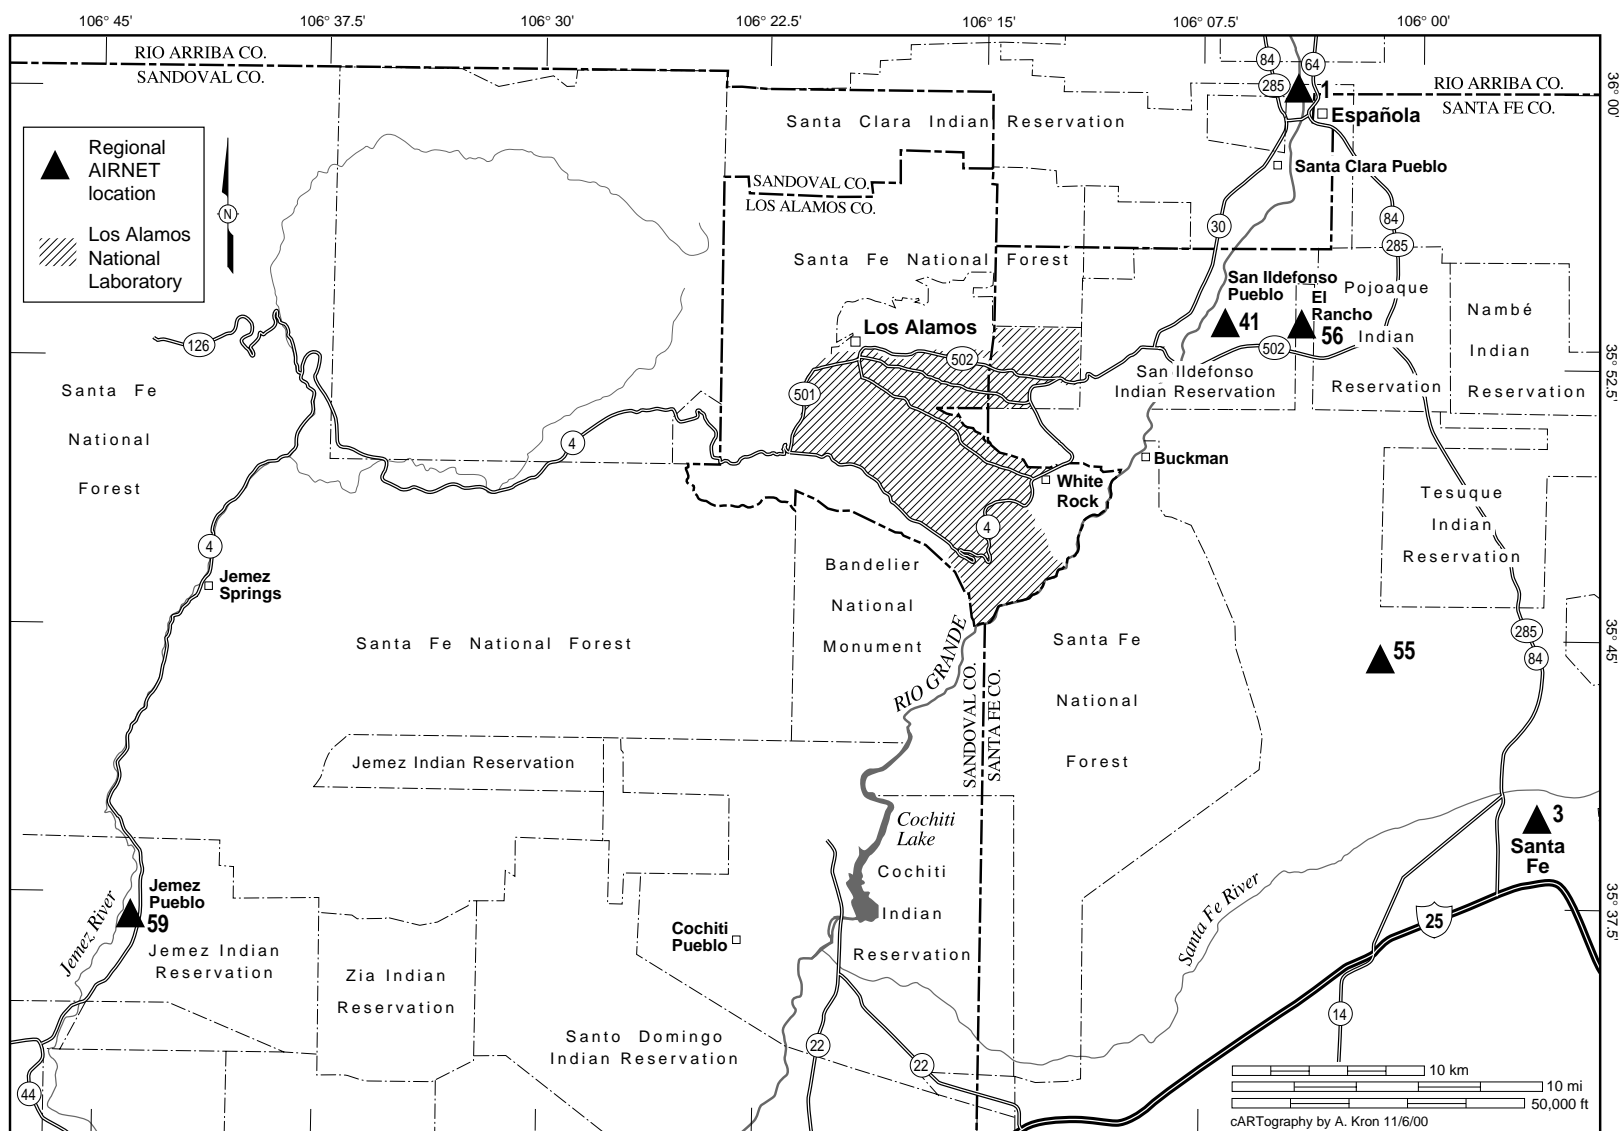 106° 45'
106° 37.5'
106° 30'
106° 22.5'
106° 15'
106° 07.5'
106° 00'
RIO ARRIBA CO.
SANDOVAL CO.
84
64
285
1
RIO ARRIBA CO.
SANTA FE CO.
36° 00'
Española
Santa Clara Indian Reservation
Regional
AIRNET
location
Los Alamos
National
Laboratory
N
Santa Clara Pueblo
SANDOVAL CO.
LOS ALAMOS CO.
30
84
285
Santa Fe National Forest
San Ildefonso
Pueblo
41
El
Rancho
56
Pojoaque
Indian
Reservation
Nambé
Indian
Reservation
126
Los Alamos
502
502
San Ildefonso
Indian Reservation
35° 52.5'
501
Santa Fe
National
Forest
4
Buckman
White
Rock
Tesuque
Indian
Reservation
4
4
Jemez
Springs
Bandelier
National
Monument
Santa Fe National Forest
RIO GRANDE
SANDOVAL CO.
SANTA FE CO.
Santa Fe
National
Forest
285
84
55
35° 45'
Jemez Indian Reservation
Cochiti
Lake
3
Santa
Fe
Cochiti
Indian
Reservation
Jemez
Pueblo
59
Jemez River
Jemez Indian
Reservation
Cochiti
Pueblo
Santa Fe River
25
35° 37.5'
Zia Indian
Reservation
Santo Domingo
Indian Reservation
22
22
14
44
10 km
10 mi
50,000 ft
cARTography by A. Kron 11/6/00